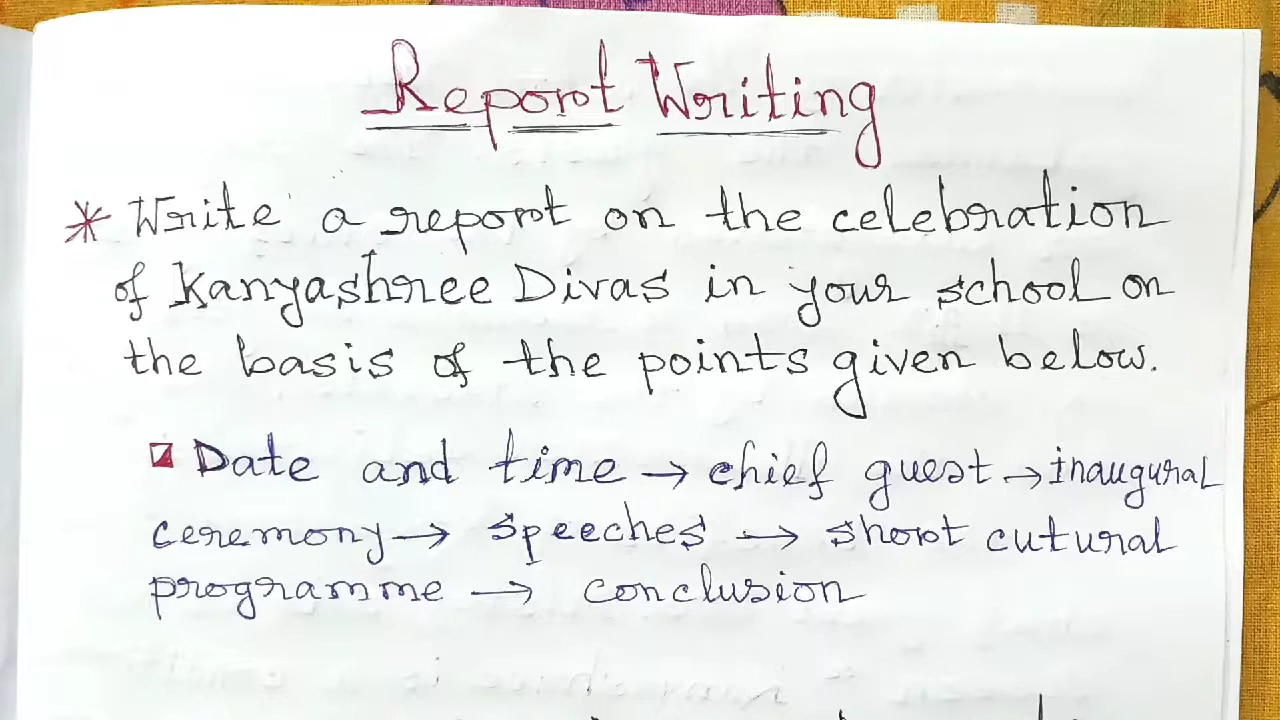 Report Writing
* Write a report on the celebration
of Kanyashree Divas in your school on
the basis of the points given below.
Date and time → chief guest → inaugural
ceremony → speeches → short cutural
programme → conclusion